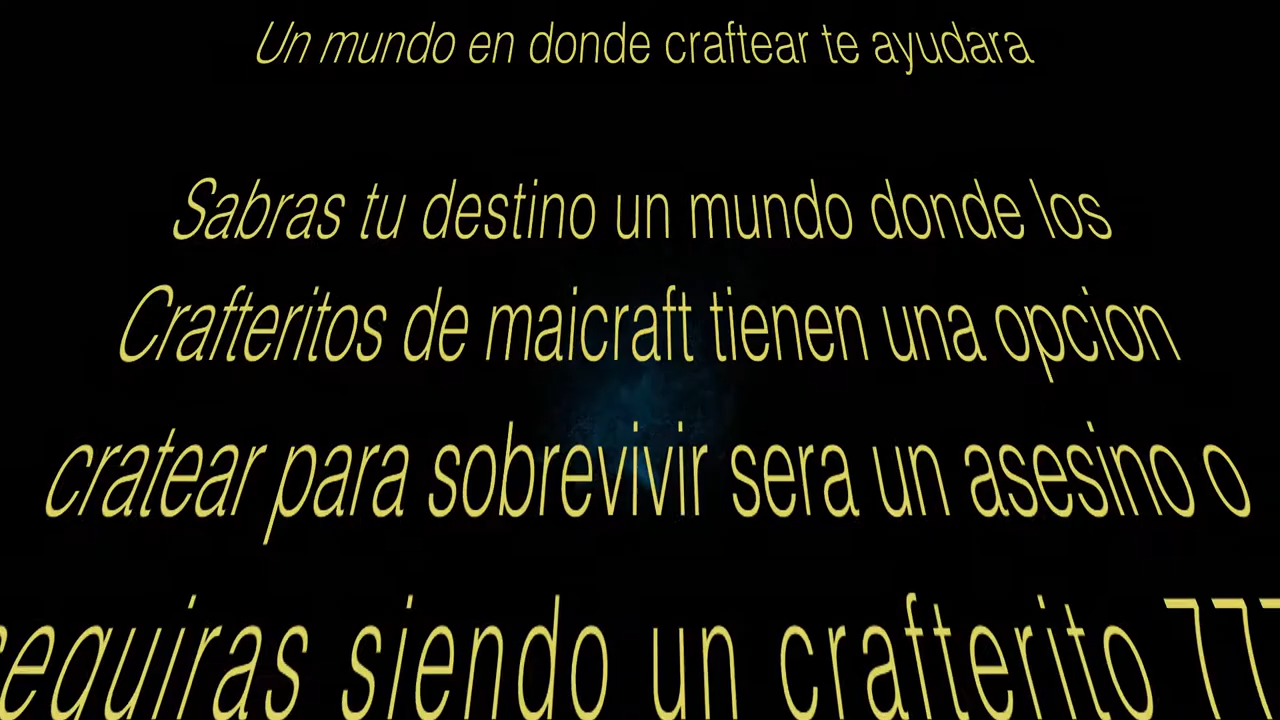 Un mundo en donde craftear te ayudara
Sabras tu destino un mundo donde los
Crafteritos de maicraft tienen una opcion
cratear para sobrevivir sera un asesino o
seguiras siendo un crafterito 777